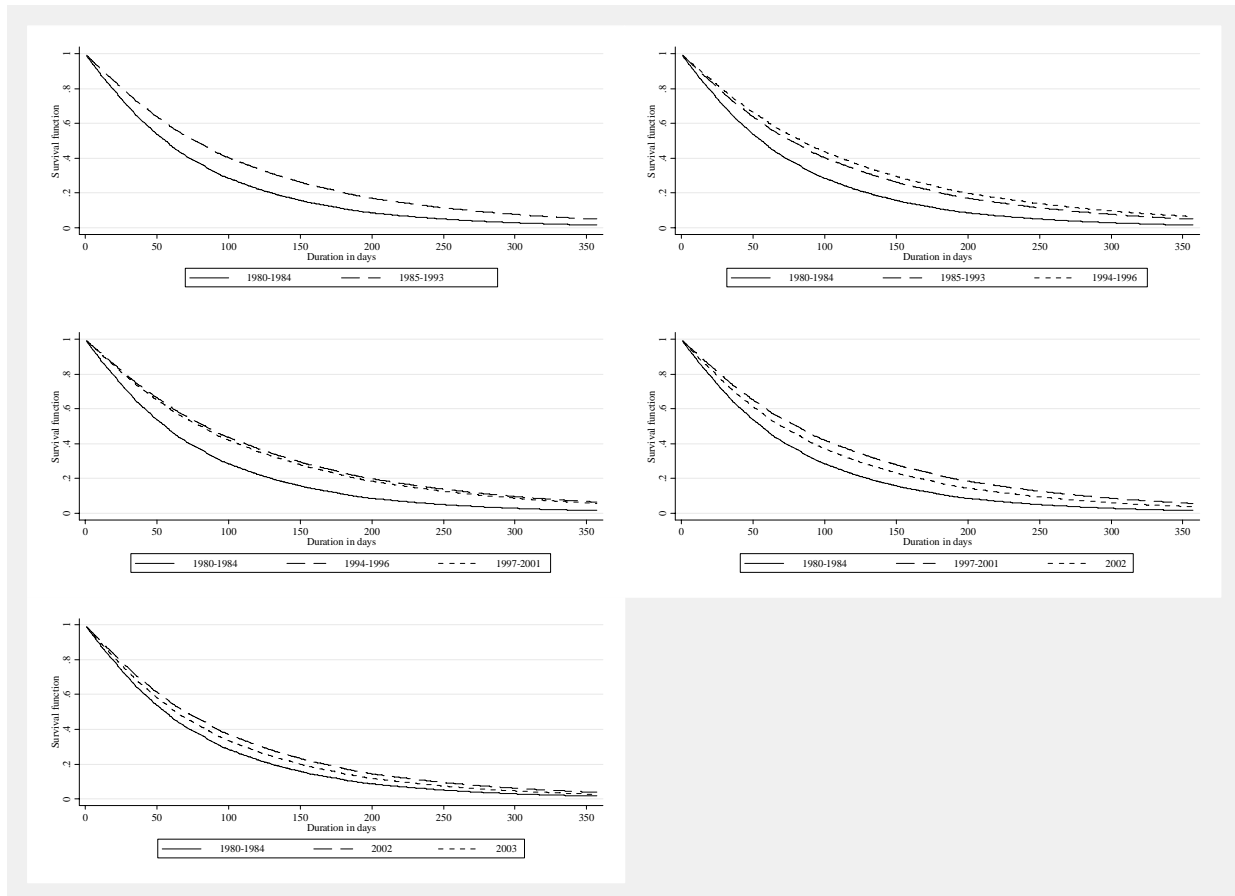 Survival function
0 .2 .4 .6 .8 1
0 50 100 150 200 250 300 350
Duration in days
1980-1984 1985-1993
Survival function
0 .2 .4 .6 .8 1
0 50 100 150 200 250 300 350
Duration in days
1980-1984 1985-1993 1994-1996
Survival function
0 .2 .4 .6 .8 1
0 50 100 150 200 250 300 350
Duration in days
1980-1984 1994-1996 1997-2001
Survival function
0 .2 .4 .6 .8 1
0 50 100 150 200 250 300 350
Duration in days
1980-1984 1997-2001 2002
Survival function
0 .2 .4 .6 .8 1
0 50 100 150 200 250 300 350
Duration in days
1980-1984 2002 2003